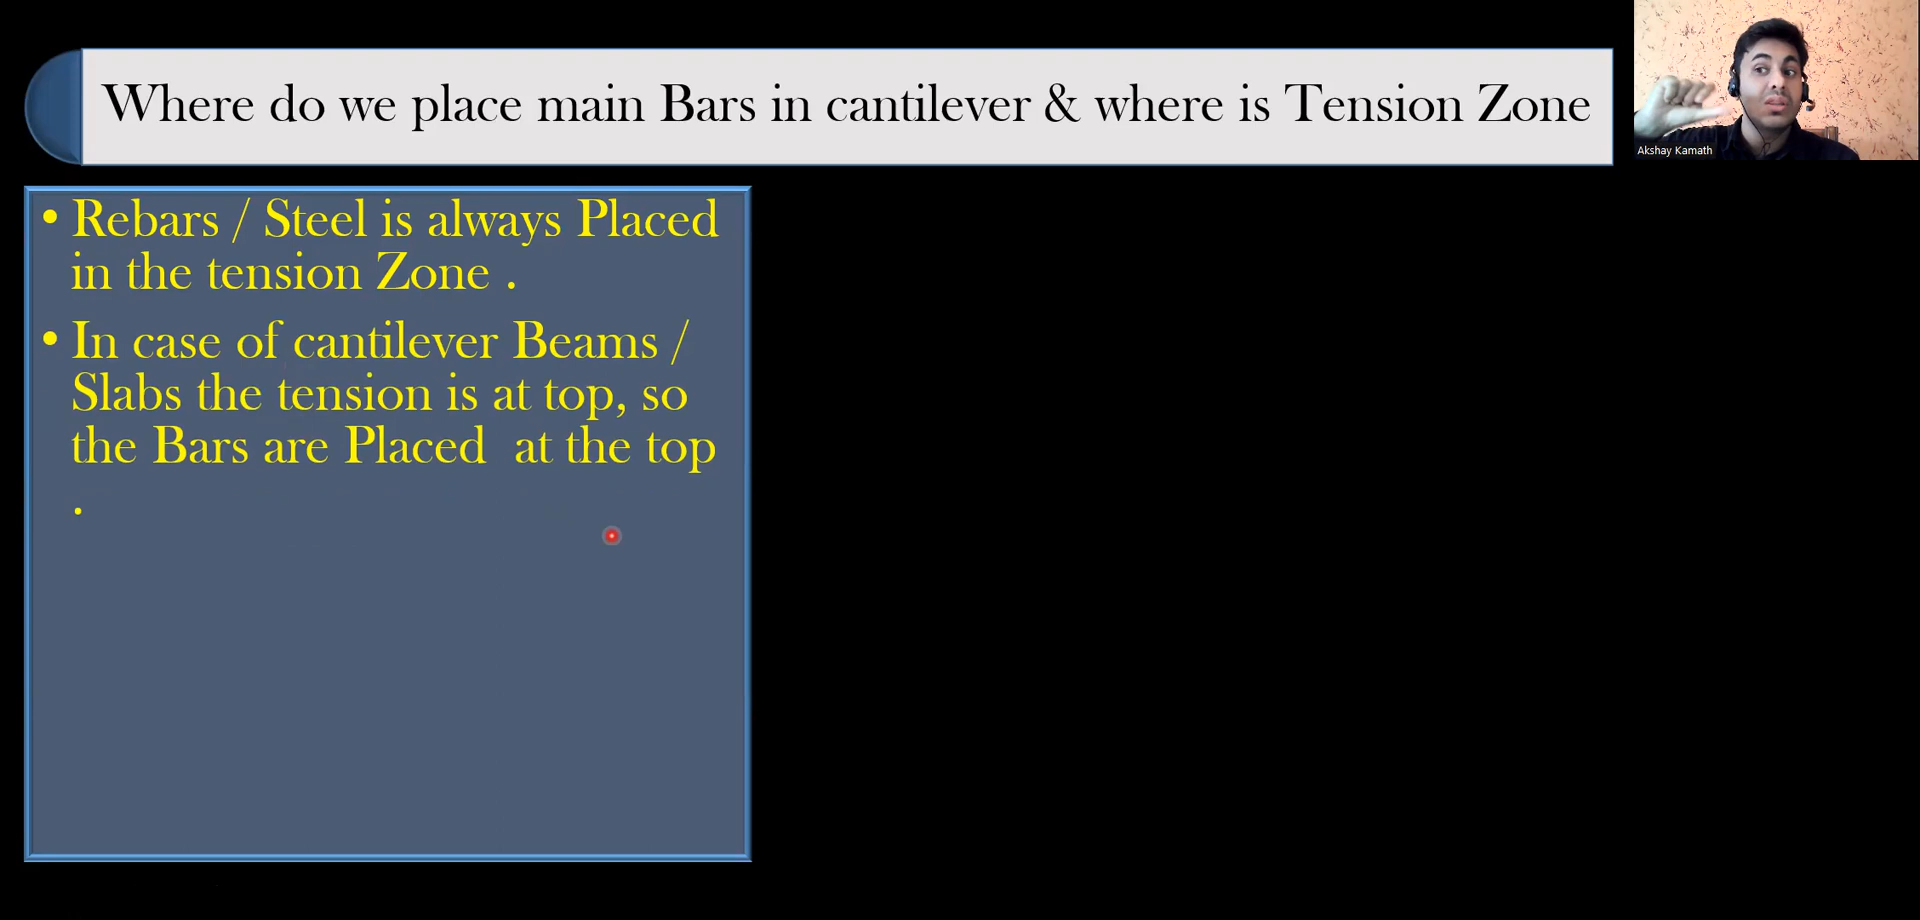 Where do we place main Bars in cantilever & where is Tension Zone
Akshay Kamath
• Rebars / Steel is always Placed
in the tension Zone .
• In case of cantilever Beams /
Slabs the tension is at top, so
the Bars are Placed  at the top
.